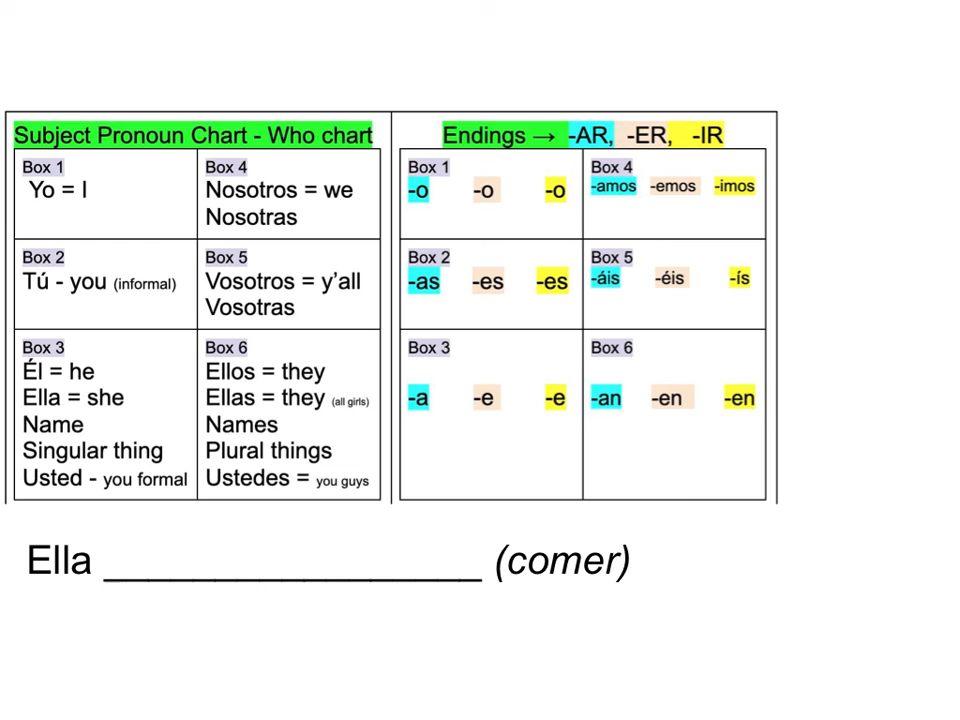 Subject Pronoun Chart - Who chart
Box 1
Yo = I
Box 4
Nosotros = we
Nosotras
Box 2
Tú - you (informal)
Box 5
Vosotros = y'all
Vosotras
Box 3
Él = he
Ella = she
Name
Singular thing
Usted - you formal
Box 6
Ellos = they
Ellas = they (all girls)
Names
Plural things
Ustedes = you guys
Endings → -AR, -ER, -IR
Box 1
-o -o -o
Box 4
-amos -emos -imos
Box 2
-as -es -es
Box 5
-áis -éis -ís
Box 3
-a -e -e
Box 6
-an -en -en
Ella _________________ (comer)